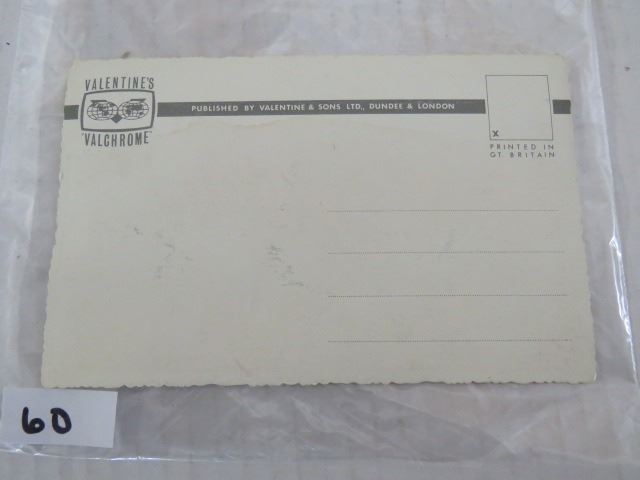 VALENTINE'S
"VALCHROME"
PUBLISHED BY VALENTINE & SONS LTD., DUNDEE & LONDON
X
PRINTED IN
GT. BRITAIN
60